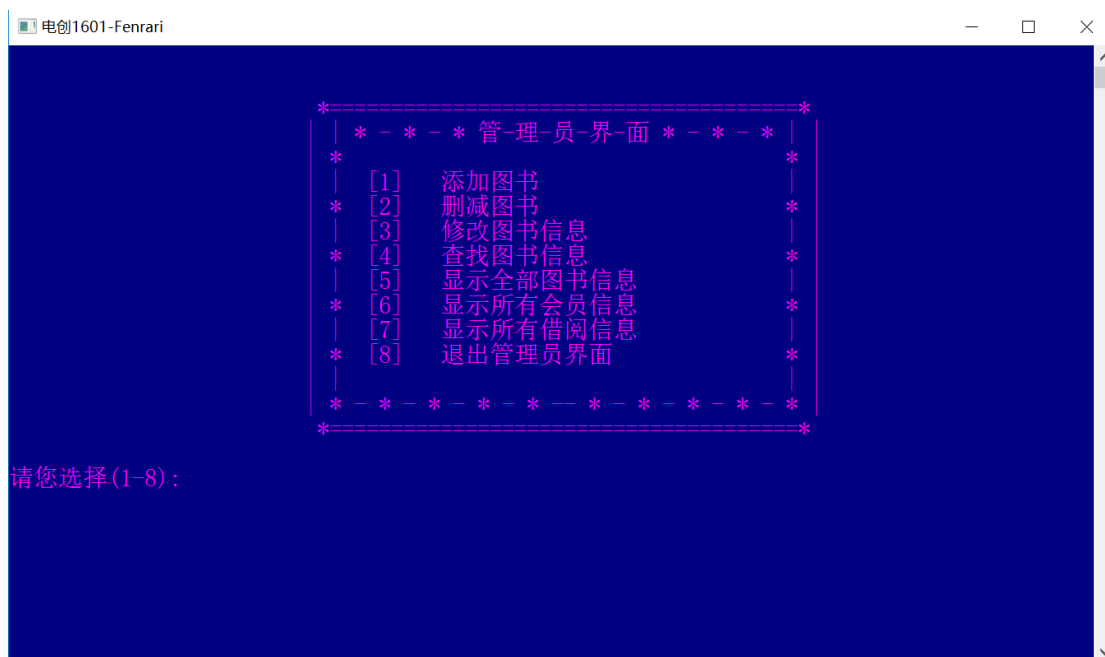 电创1601-Fenrari
*======================================*
| | * - * - * 管-理-员-界-面 * - * - * | |
| * * |
| | [1] 添加图书 | |
| * [2] 删减图书 * |
| | [3] 修改图书信息 | |
| * [4] 查找图书信息 * |
| | [5] 显示全部图书信息 | |
| * [6] 显示所有会员信息 * |
| | [7] 显示所有借阅信息 | |
| * [8] 退出管理员界面 * |
| | | |
| * - * - * - * - * -- * - * - * - * - * |
*======================================*
请您选择(1-8):